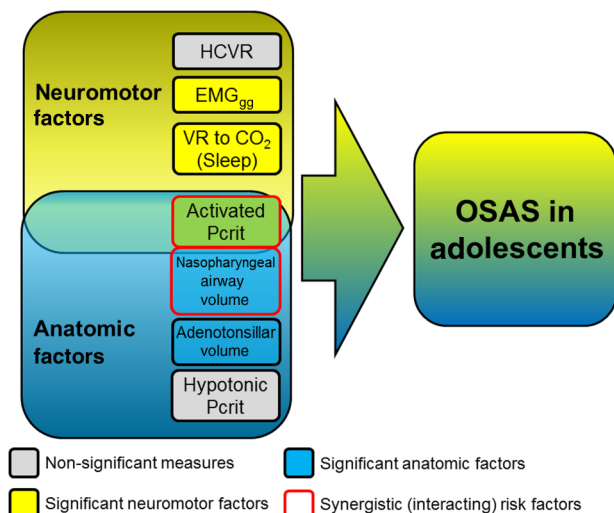 HCVR
Neuromotor
factors
EMGgg
VR to CO2
(Sleep)
Activated
Pcrit
Nasopharyngeal
airway
volume
Anatomic
factors
Adenotonsillar
volume
Hypotonic
Pcrit
OSAS in
adolescents
Non-significant measures
Significant anatomic factors
Significant neuromotor factors
Synergistic (interacting) risk factors